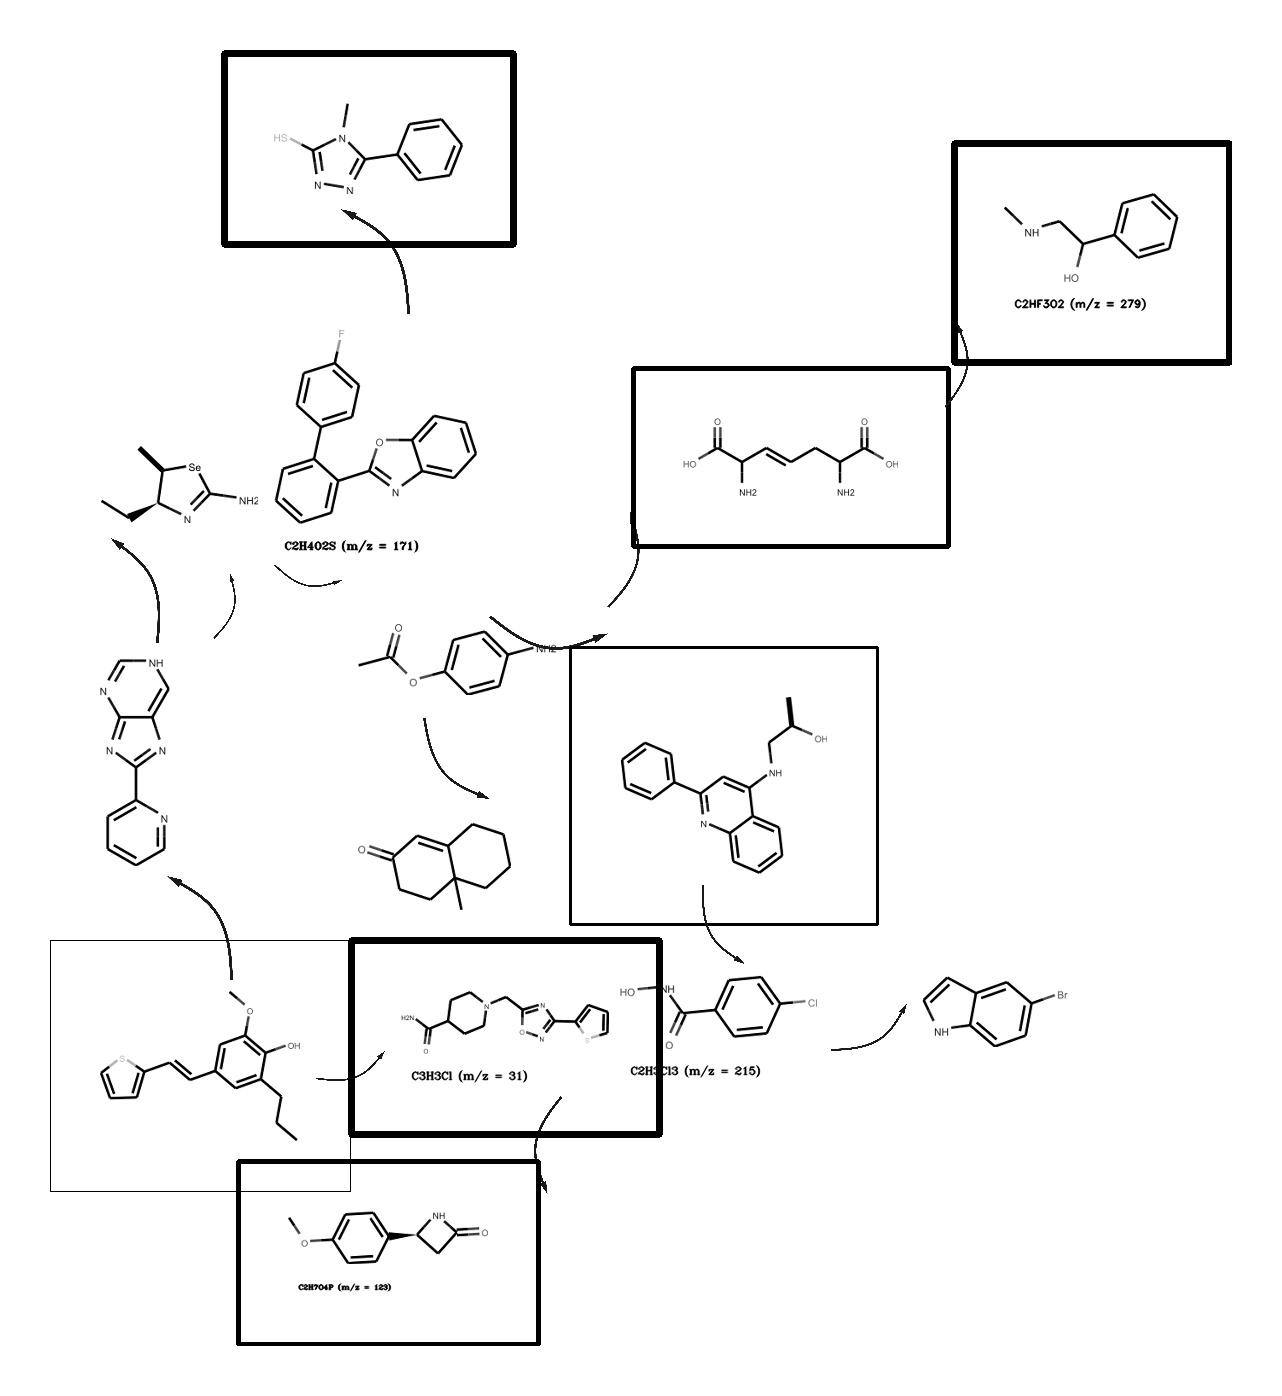 HS
N
N
N
NH
HO
C2HF3O2 (m/z = 279)
F
O
N
C2H4O2S (m/z = 171)
Se
N
NH2
O
HO
NH2
O
OH
NH2
O
O
NH2
NH
N
N
N
N
OH
NH
N
O
O
OH
S
H2N
O
N
O
N
N
S
C3H3Cl (m/z = 31)
HO
NH
O
Cl
C2H3Cl3 (m/z = 215)
Br
NH
O
NH
O
C2H7O4P (m/z = 123)